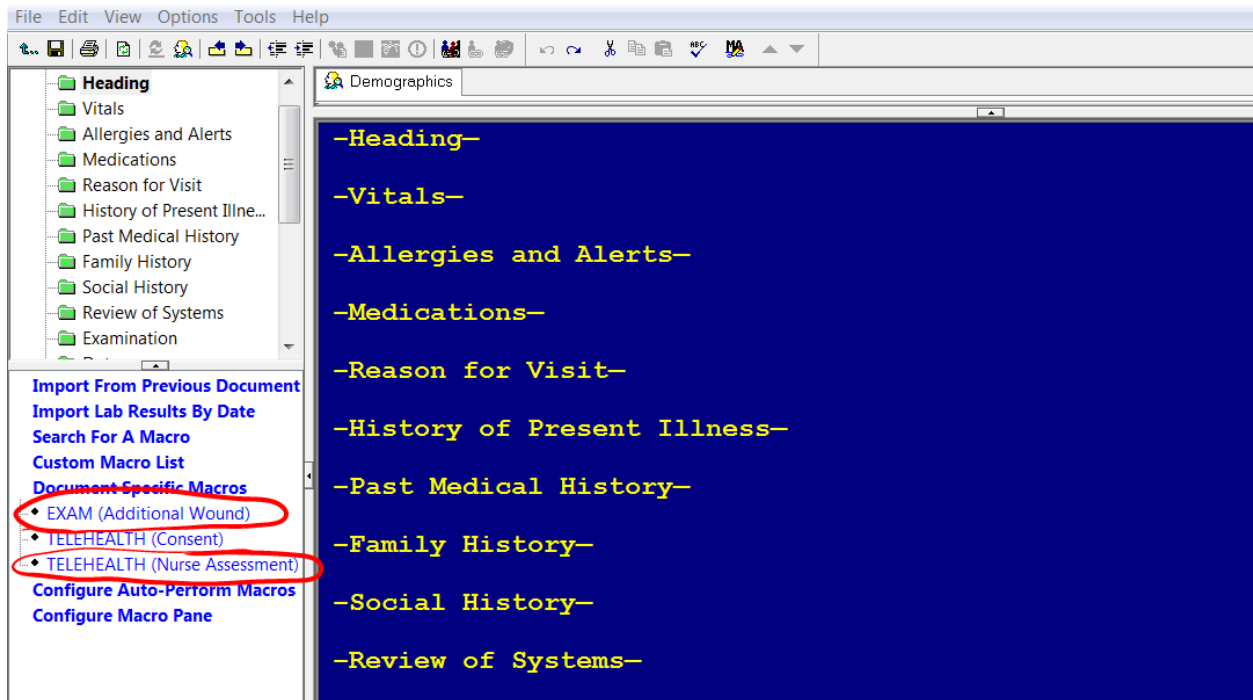 File Edit View Options Tools Help
Heading
Vitals
Allergies and Alerts
Medications
Reason for Visit
History of Present Illne...
Past Medical History
Family History
Social History
Review of Systems
Examination
Import From Previous Document
Import Lab Results By Date
Search For A Macro
Custom Macro List
Document Specific Macros
EXAM (Additional Wound)
TELEHEALTH (Consent)
TELEHEALTH (Nurse Assessment)
Configure Auto-Perform Macros
Configure Macro Pane
Demographics
—Heading—
—Vitals—
—Allergies and Alerts—
—Medications—
—Reason for Visit—
—History of Present Illness—
—Past Medical History—
—Family History—
—Social History—
—Review of Systems—